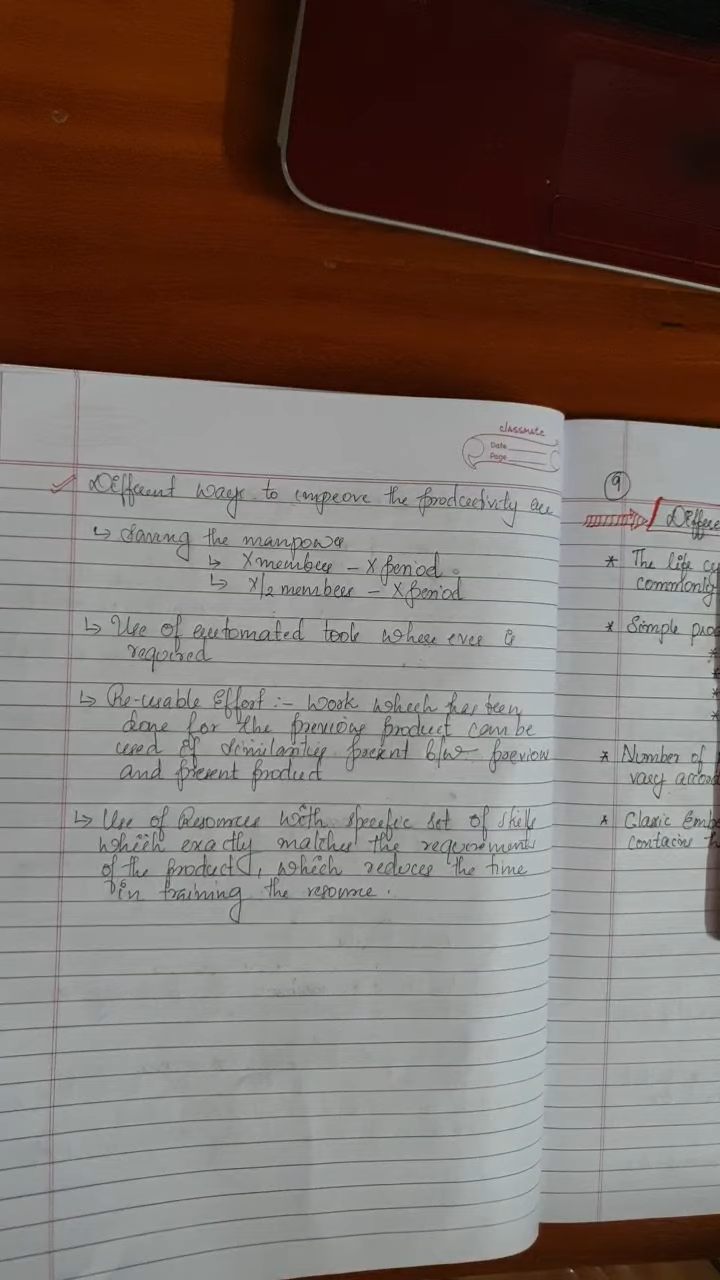 classmate
Date
Page
Different ways to improve the productivity are
↳ Saving the manpower
↳ X members - X period.
↳ X/2 members - X period
↳ Use of automated tools where ever is
required
↳ Re-usable Effort :- Work which has been
done for the previous product can be
used if similarities present b/w previous
and present product
↳ Use of Resources with specific set of skills
which exactly matches the requirements
of the product, which reduces the time
in training the resource.
9
Differe
* The life cy
commonly
* Simple pro
*
*
*
*
* Number of
vary accord
* Classic Embe
contains th